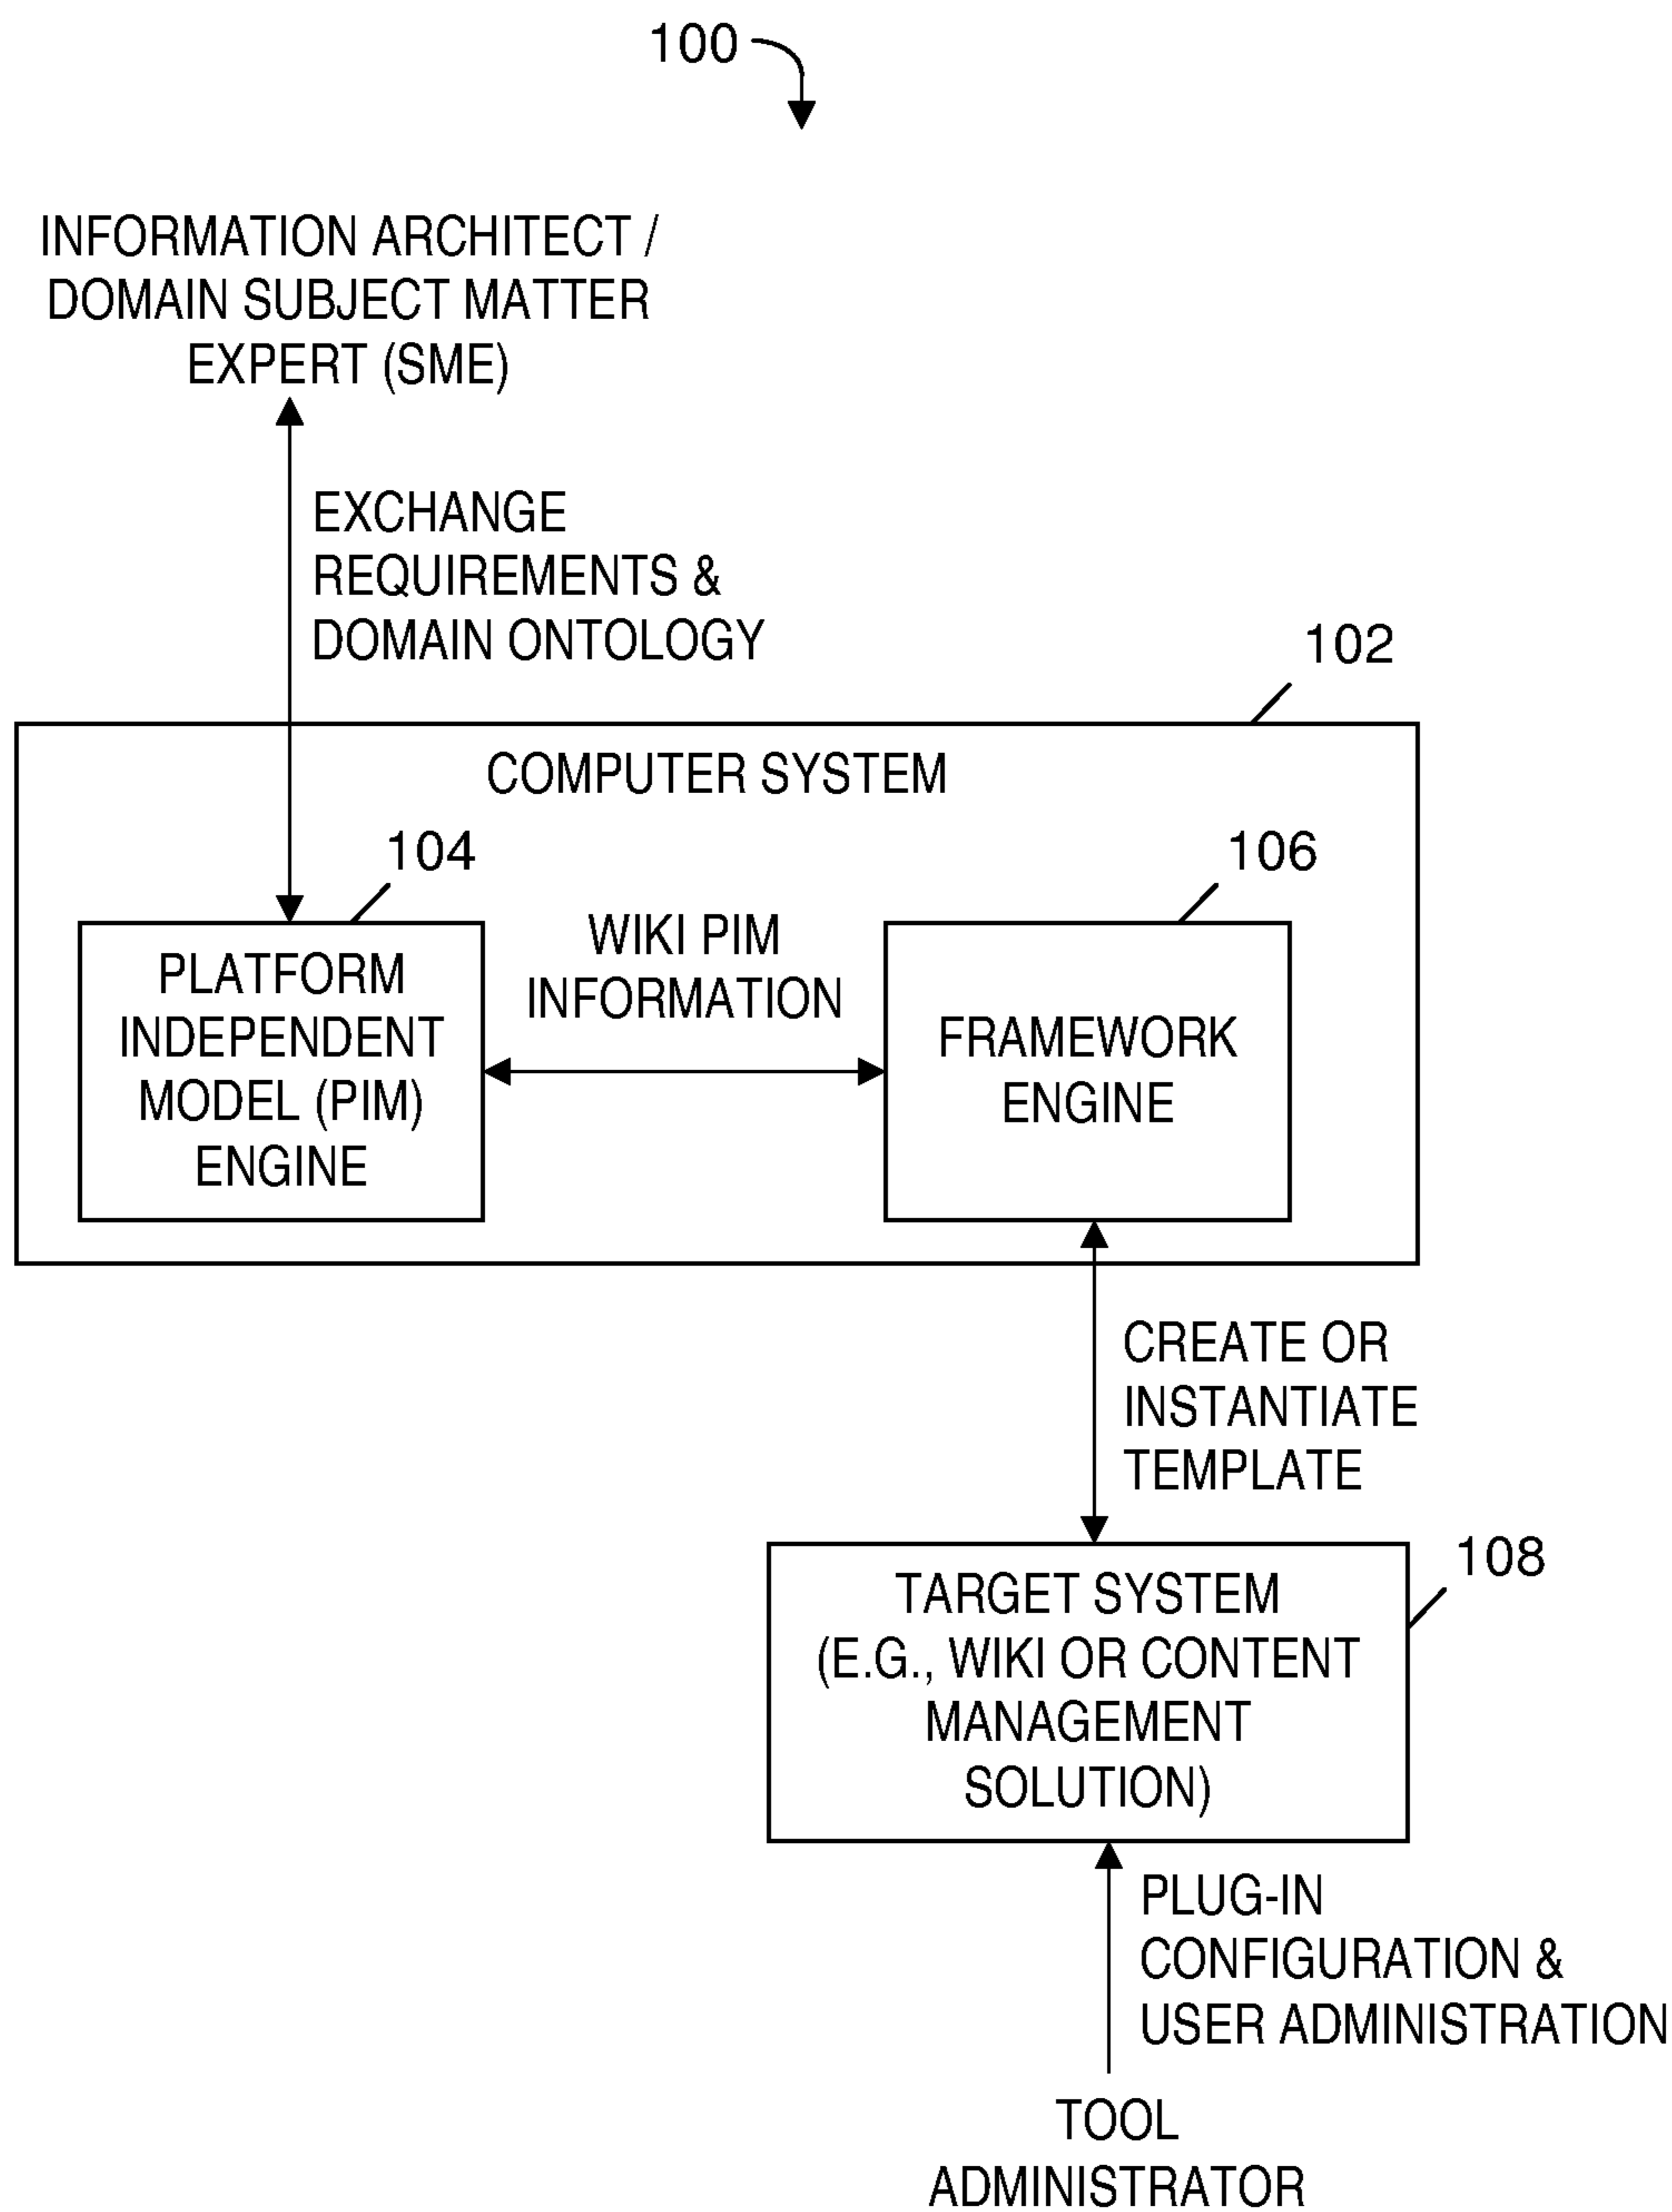 100
INFORMATION ARCHITECT /
DOMAIN SUBJECT MATTER
EXPERT (SME)
EXCHANGE
REQUIREMENTS &
DOMAIN ONTOLOGY
102
COMPUTER SYSTEM
104
106
PLATFORM
INDEPENDENT
MODEL (PIM)
ENGINE
WIKI PIM
INFORMATION
FRAMEWORK
ENGINE
CREATE OR
INSTANTIATE
TEMPLATE
108
TARGET SYSTEM
(E.G., WIKI OR CONTENT
MANAGEMENT
SOLUTION)
PLUG-IN
CONFIGURATION &
USER ADMINISTRATION
TOOL
ADMINISTRATOR